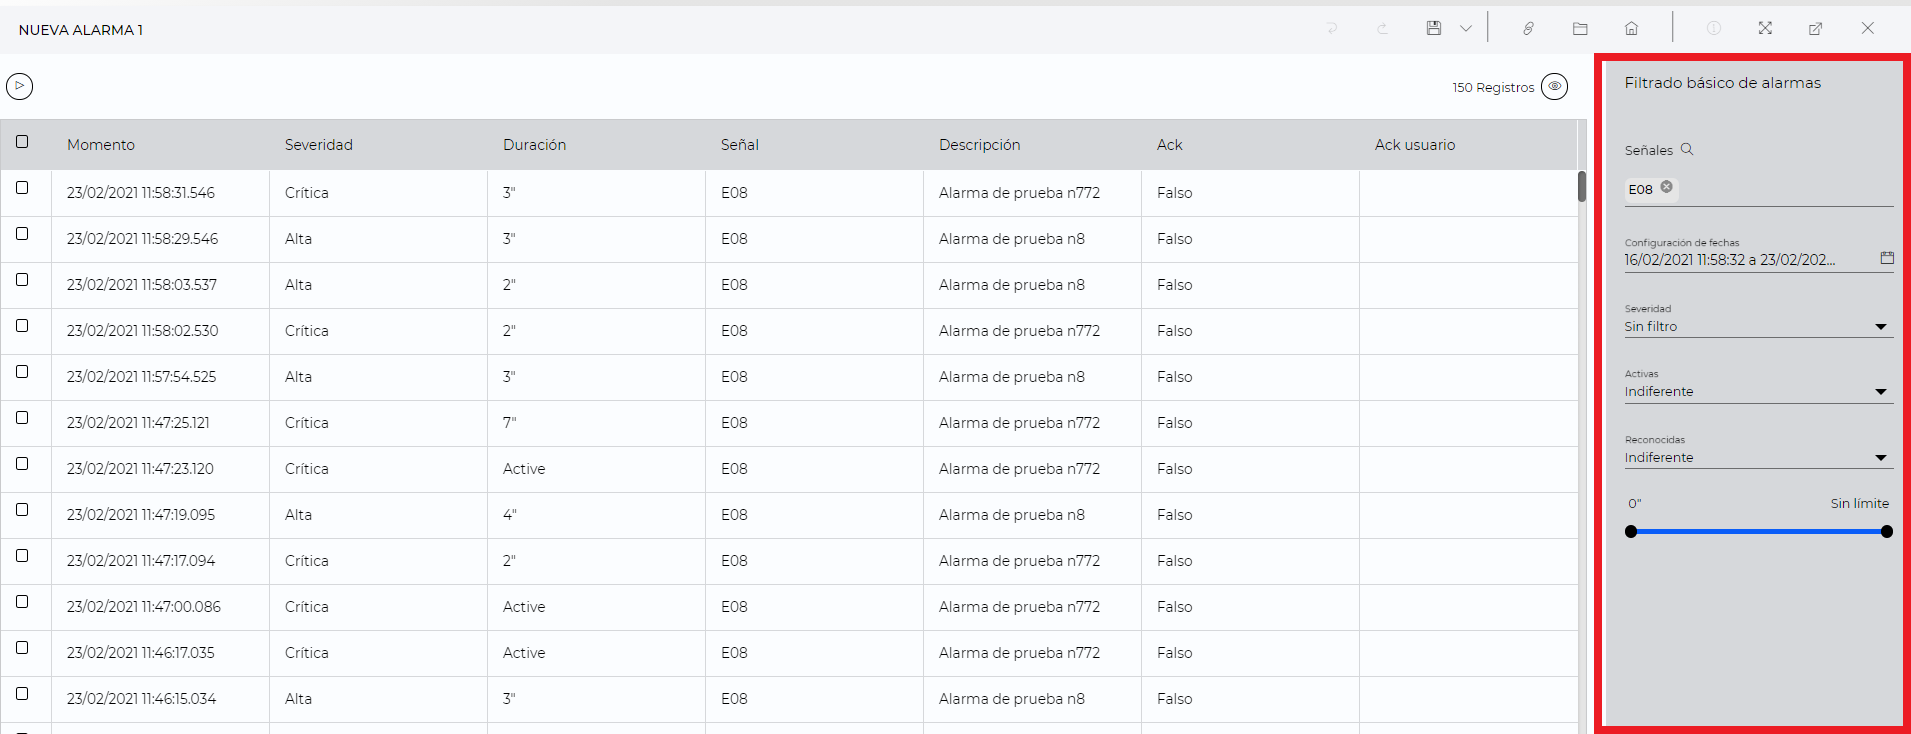 NUEVA ALARMA 1
150 Registros
Momento Severidad Duración Señal Descripción Ack Ack usuario
23/02/2021 11:58:31.546 Crítica 3" E08 Alarma de prueba n772 Falso
23/02/2021 11:58:29.546 Alta 3" E08 Alarma de prueba n8 Falso
23/02/2021 11:58:03.537 Alta 2" E08 Alarma de prueba n8 Falso
23/02/2021 11:58:02.530 Crítica 2" E08 Alarma de prueba n772 Falso
23/02/2021 11:57:54.525 Alta 3" E08 Alarma de prueba n8 Falso
23/02/2021 11:47:25.121 Crítica 7" E08 Alarma de prueba n772 Falso
23/02/2021 11:47:23.120 Crítica Active E08 Alarma de prueba n772 Falso
23/02/2021 11:47:19.095 Alta 4" E08 Alarma de prueba n8 Falso
23/02/2021 11:47:17.094 Crítica 2" E08 Alarma de prueba n772 Falso
23/02/2021 11:47:00.086 Crítica Active E08 Alarma de prueba n772 Falso
23/02/2021 11:46:17.035 Crítica Active E08 Alarma de prueba n772 Falso
23/02/2021 11:46:15.034 Alta 3" E08 Alarma de prueba n8 Falso
Filtrado básico de alarmas
Señales
E08
Configuración de fechas
16/02/2021 11:58:32 a 23/02/202...
Severidad
Sin filtro
Activas
Indiferente
Reconocidas
Indiferente
0" Sin límite